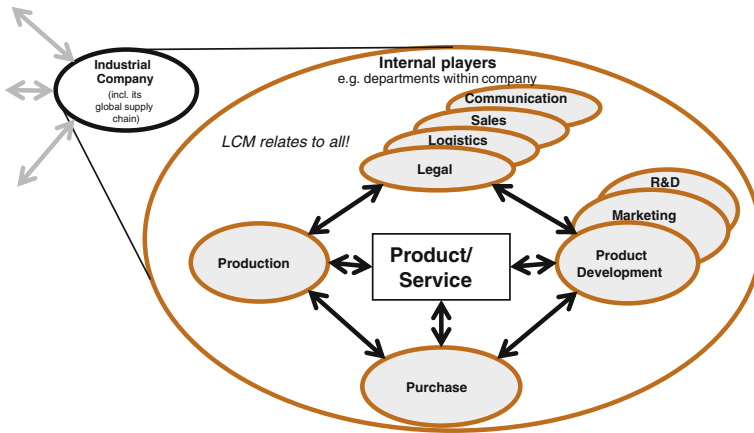 Industrial
Company
(incl. its
global supply
chain)
Internal players
e.g. departments within company
LCM relates to all!
Communication
Sales
Logistics
Legal
R&D
Marketing
Product
Development
Production
Product/
Service
Purchase